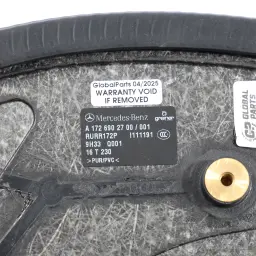 GlobalParts 04/2025
WARRANTY VOID
IF REMOVED
Mercedes-Benz
greiner
A 172 690 27 00 / 001
RURR172P I111191
9H33 Q001
16 T 230
>PUR/PVC<
GLOBAL
PARTS